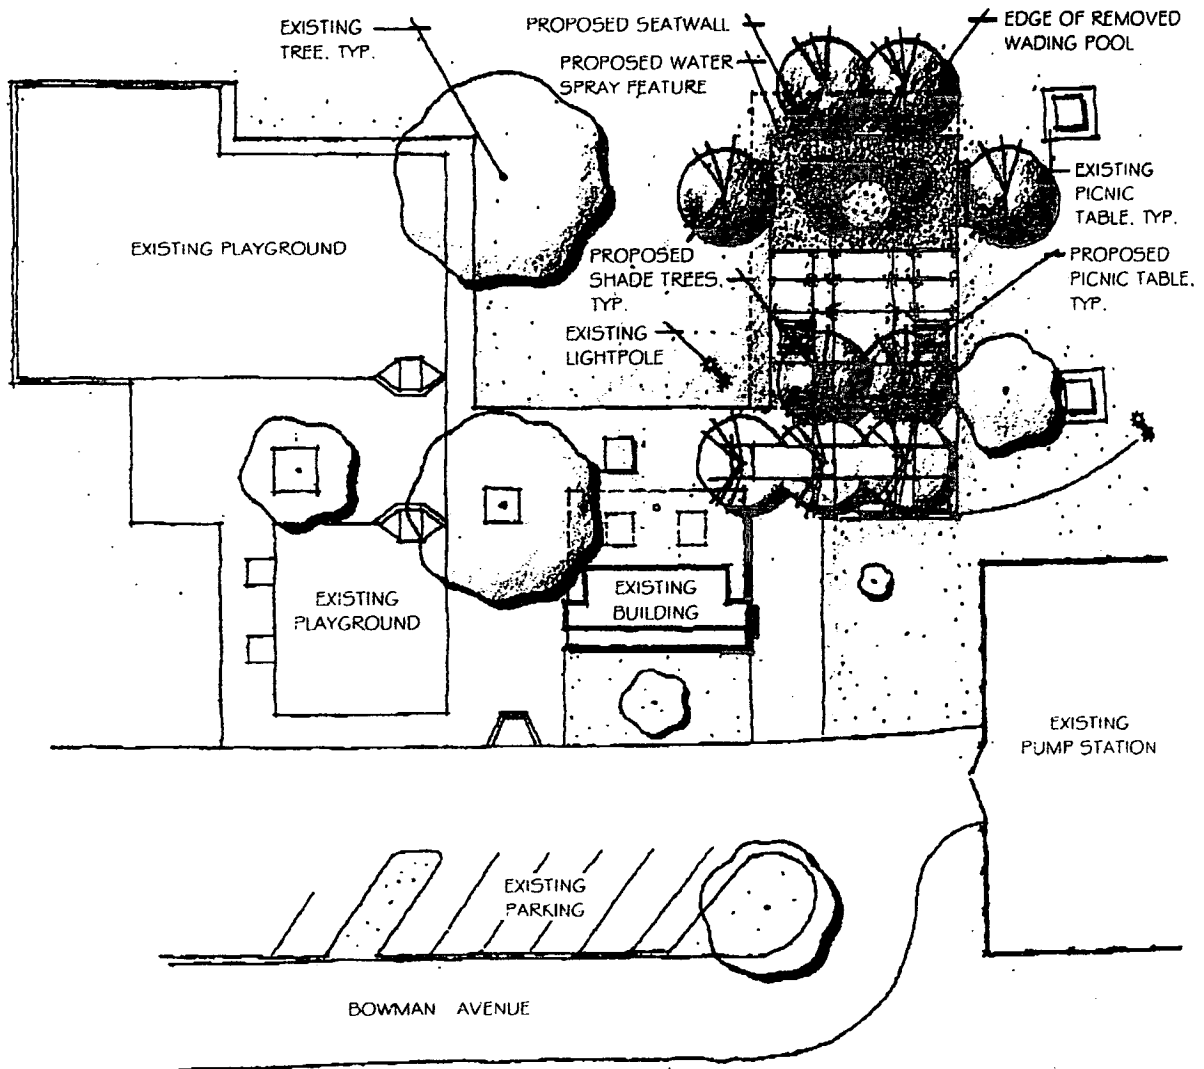 EXISTING
TREE, TYP.
PROPOSED SEATWALL
EDGE OF REMOVED
WADING POOL
PROPOSED WATER
SPRAY FEATURE
EXISTING
PICNIC
TABLE, TYP.
EXISTING PLAYGROUND
PROPOSED
SHADE TREES,
TYP.
PROPOSED
PICNIC TABLE,
TYP.
EXISTING
LIGHTPOLE
EXISTING
PLAYGROUND
EXISTING
BUILDING
EXISTING
PUMP STATION
EXISTING
PARKING
BOWMAN AVENUE